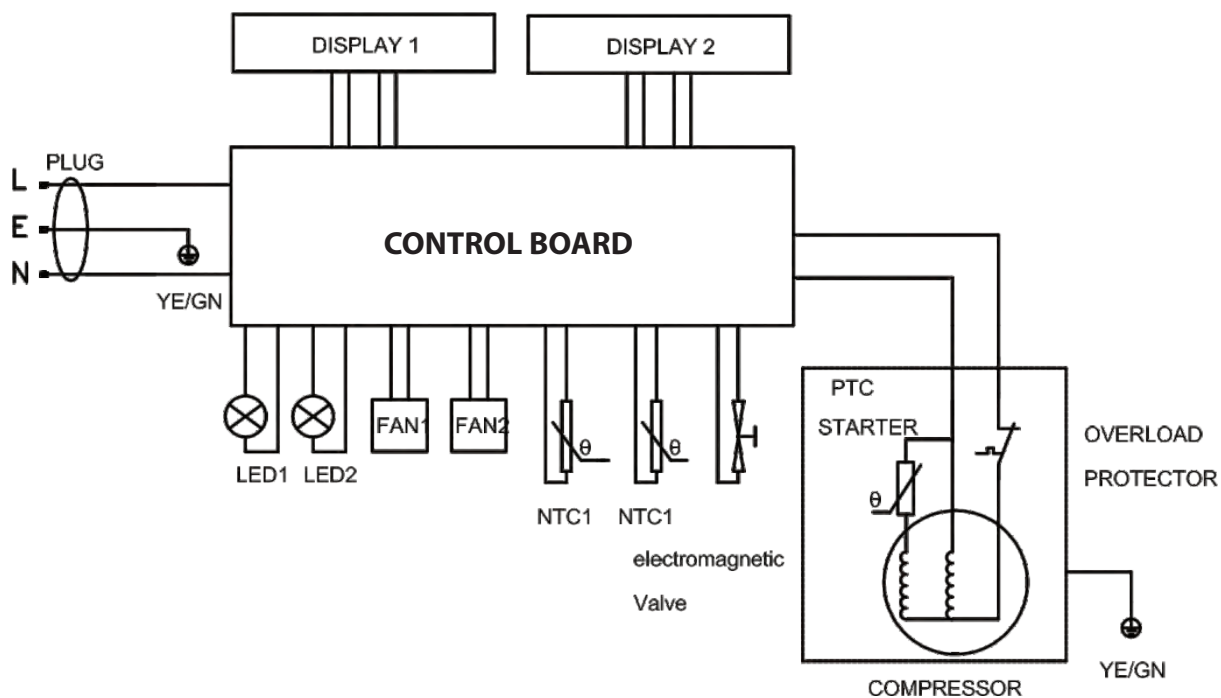 DISPLAY 1
DISPLAY 2
PLUG
L
E
N
YE/GN
CONTROL BOARD
LED1
LED2
FAN1
FAN2
θ
NTC1
θ
NTC1
electromagnetic
Valve
PTC
STARTER
θ
OVERLOAD
PROTECTOR
YE/GN
COMPRESSOR